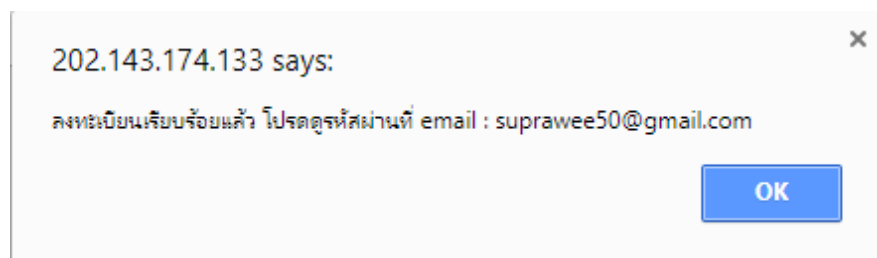 202.143.174.133 says:
ลงทะเบียนเรียบร้อยแล้ว โปรดดูรหัสผ่านที่ email : suprawee50@gmail.com
OK